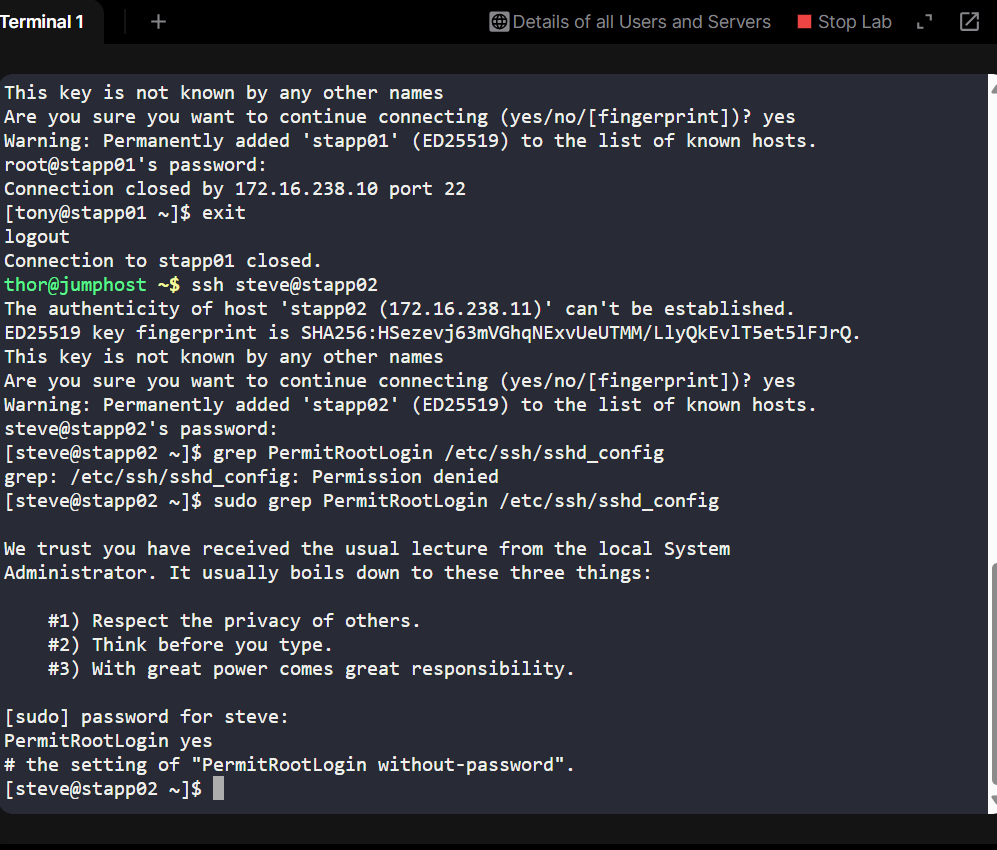 Terminal 1
+
Details of all Users and Servers
Stop Lab
This key is not known by any other names
Are you sure you want to continue connecting (yes/no/[fingerprint])? yes
Warning: Permanently added 'stapp01' (ED25519) to the list of known hosts.
root@stapp01's password:
Connection closed by 172.16.238.10 port 22
[tony@stapp01 ~]$ exit
logout
Connection to stapp01 closed.
thor@jumphost ~$ ssh steve@stapp02
The authenticity of host 'stapp02 (172.16.238.11)' can't be established.
ED25519 key fingerprint is SHA256:HSezevj63mVGhqNExvUeUTMM/LlyQkEvlT5et5lFJrQ.
This key is not known by any other names
Are you sure you want to continue connecting (yes/no/[fingerprint])? yes
Warning: Permanently added 'stapp02' (ED25519) to the list of known hosts.
steve@stapp02's password:
[steve@stapp02 ~]$ grep PermitRootLogin /etc/ssh/sshd_config
grep: /etc/ssh/sshd_config: Permission denied
[steve@stapp02 ~]$ sudo grep PermitRootLogin /etc/ssh/sshd_config
We trust you have received the usual lecture from the local System
Administrator. It usually boils down to these three things:
#1) Respect the privacy of others.
#2) Think before you type.
#3) With great power comes great responsibility.
[sudo] password for steve:
PermitRootLogin yes
# the setting of "PermitRootLogin without-password".
[steve@stapp02 ~]$